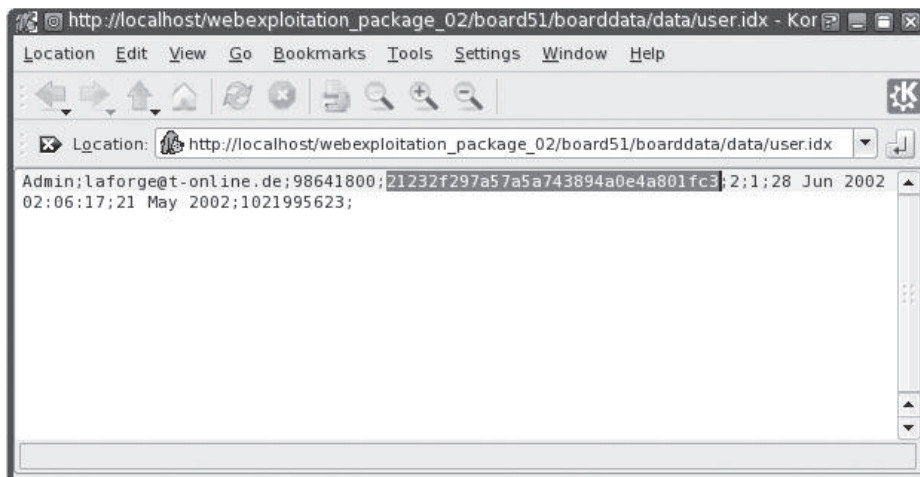 http://localhost/webexploitation_package_02/board51/boarddata/data/user.idx - Kor
Location Edit View Go Bookmarks Tools Settings Window Help
Location: http://localhost/webexploitation_package_02/board51/boarddata/data/user.idx
Admin;laforge@t-online.de;98641800;21232f297a57a5a743894a0e4a801fc3;2;1;28 Jun 2002
02:06:17;21 May 2002;1021995623;